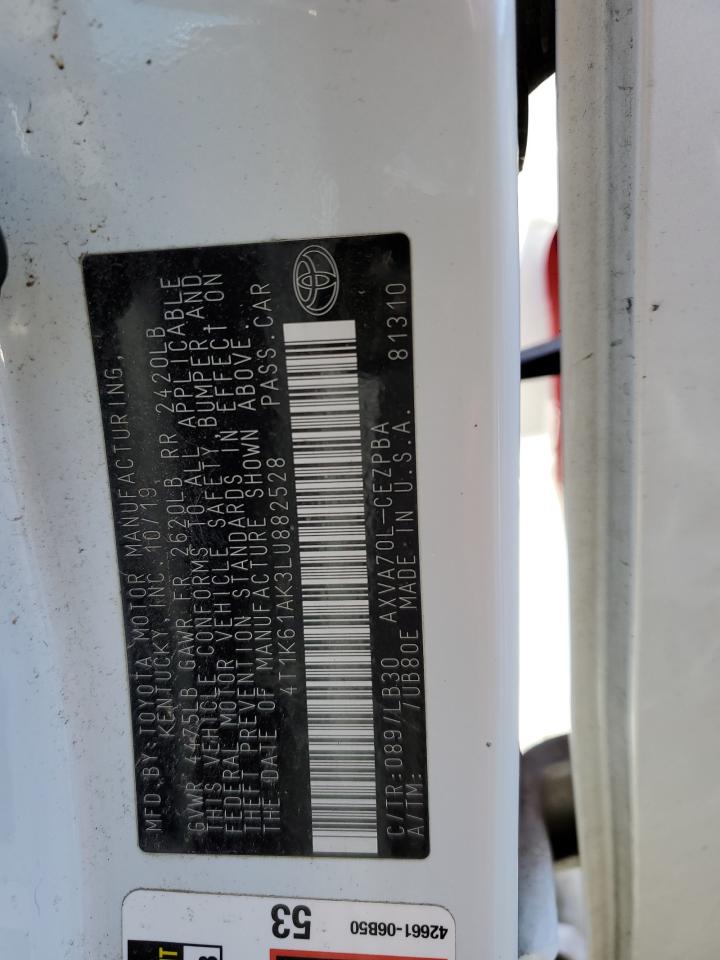 MFD BY: TOYOTA MOTOR MANUFACTURING,
KENTUCKY INC. 10/19
GVWR 4475LB GAWR FR 2620LB RR 2420LB
THIS VEHICLE CONFORMS TO ALL APPLICABLE
FEDERAL MOTOR VEHICLE SAFETY, BUMPER, AND
THEFT PREVENTION STANDARDS IN EFFECT ON
THE DATE OF MANUFACTURE SHOWN ABOVE.
4T1K61AK3LU882528 PASS. CAR
C/TR: 089/LB30 AXVA70L-CEZPBA
A/TM: /UB80E MADE IN U.S.A. 81310
53
42661-06B50